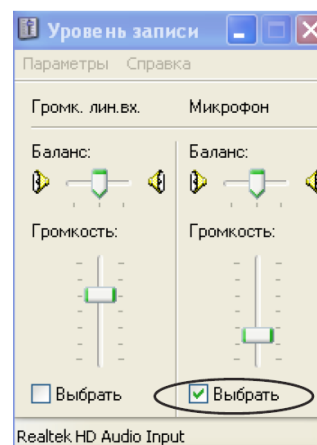 Уровень записи
Параметры Справка
Громк. лин.вх. Микрофон
Баланс: Баланс:
Громкость: Громкость:
Выбрать Выбрать
Realtek HD Audio Input